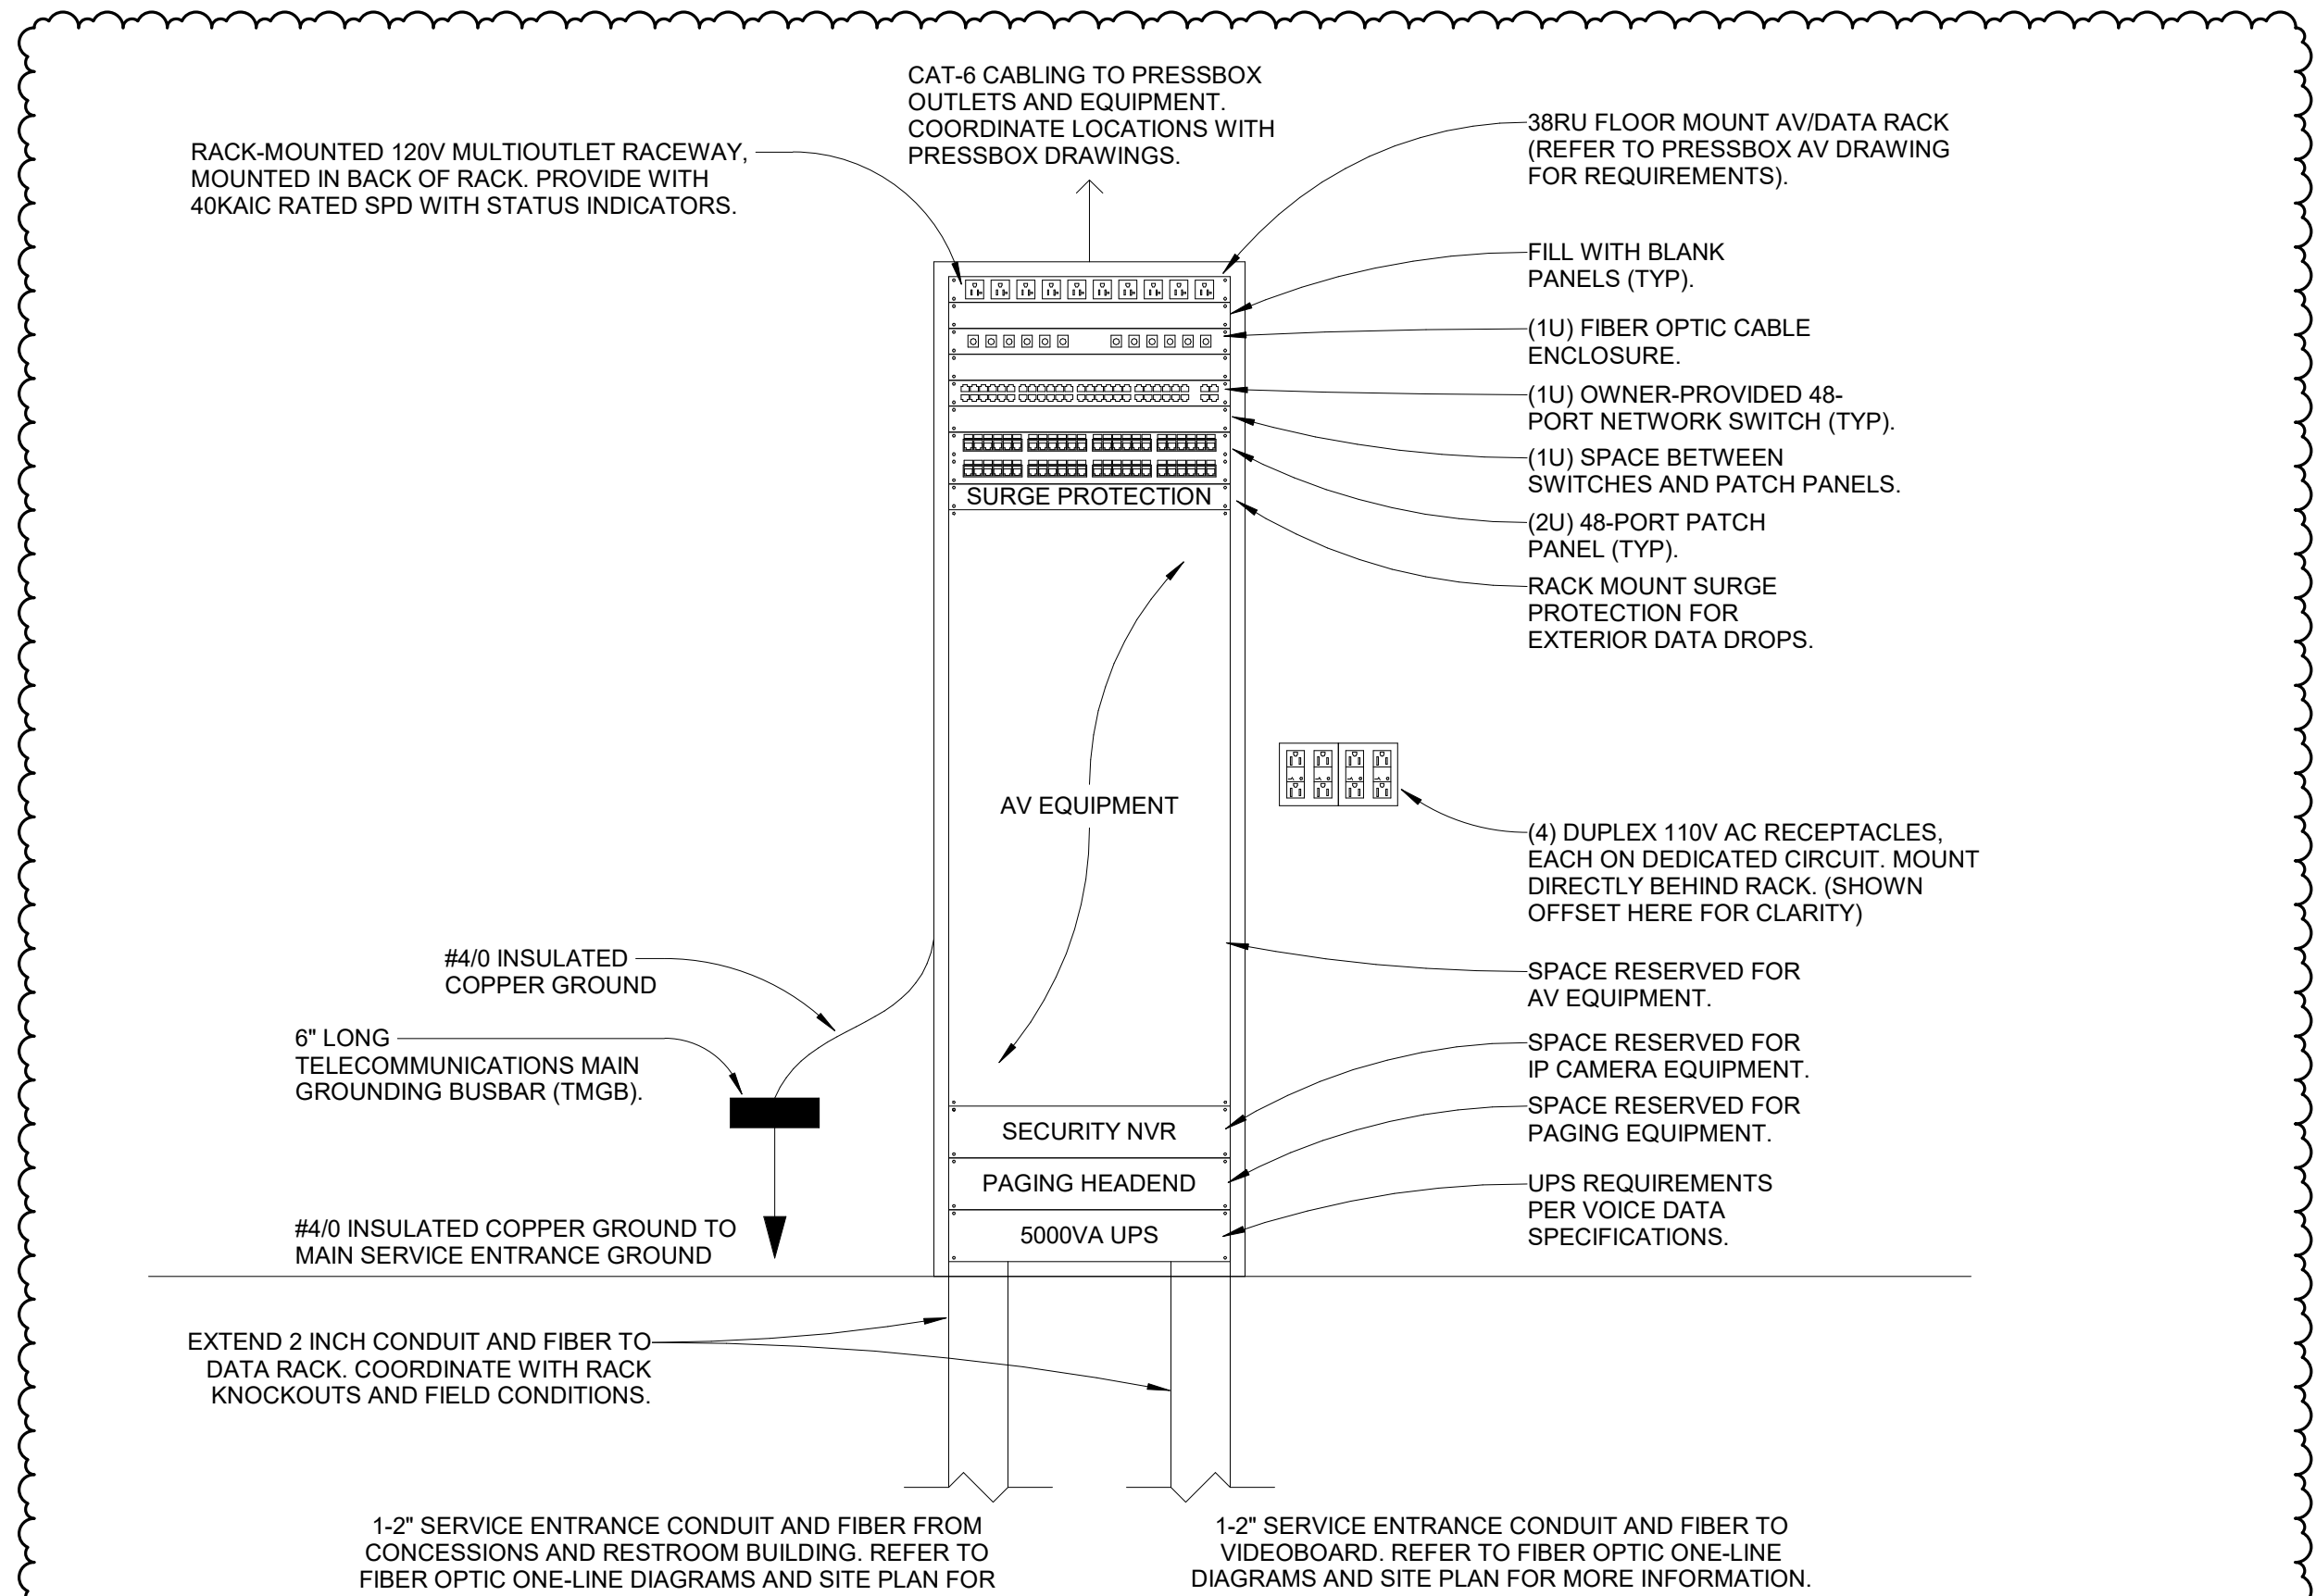 CAT-6 CABLING TO PRESSBOX
OUTLETS AND EQUIPMENT.
COORDINATE LOCATIONS WITH
PRESSBOX DRAWINGS.
RACK-MOUNTED 120V MULTIOUTLET RACEWAY,
MOUNTED IN BACK OF RACK. PROVIDE WITH
40KAIC RATED SPD WITH STATUS INDICATORS.
38RU FLOOR MOUNT AV/DATA RACK
(REFER TO PRESSBOX AV DRAWING
FOR REQUIREMENTS).
FILL WITH BLANK
PANELS (TYP).
(1U) FIBER OPTIC CABLE
ENCLOSURE.
(1U) OWNER-PROVIDED 48-
PORT NETWORK SWITCH (TYP).
(1U) SPACE BETWEEN
SWITCHES AND PATCH PANELS.
(2U) 48-PORT PATCH
PANEL (TYP).
RACK MOUNT SURGE
PROTECTION FOR
EXTERIOR DATA DROPS.
SURGE PROTECTION
AV EQUIPMENT
(4) DUPLEX 110V AC RECEPTACLES,
EACH ON DEDICATED CIRCUIT. MOUNT
DIRECTLY BEHIND RACK. (SHOWN
OFFSET HERE FOR CLARITY)
#4/0 INSULATED
COPPER GROUND
6" LONG
TELECOMMUNICATIONS MAIN
GROUNDING BUSBAR (TMGB).
SPACE RESERVED FOR
AV EQUIPMENT.
SPACE RESERVED FOR
IP CAMERA EQUIPMENT.
SPACE RESERVED FOR
PAGING EQUIPMENT.
UPS REQUIREMENTS
PER VOICE DATA
SPECIFICATIONS.
SECURITY NVR
PAGING HEADEND
5000VA UPS
#4/0 INSULATED COPPER GROUND TO
MAIN SERVICE ENTRANCE GROUND
EXTEND 2 INCH CONDUIT AND FIBER TO
DATA RACK. COORDINATE WITH RACK
KNOCKOUTS AND FIELD CONDITIONS.
1-2" SERVICE ENTRANCE CONDUIT AND FIBER FROM
CONCESSIONS AND RESTROOM BUILDING. REFER TO
FIBER OPTIC ONE-LINE DIAGRAMS AND SITE PLAN FOR
1-2" SERVICE ENTRANCE CONDUIT AND FIBER TO
VIDEOBOARD. REFER TO FIBER OPTIC ONE-LINE
DIAGRAMS AND SITE PLAN FOR MORE INFORMATION.